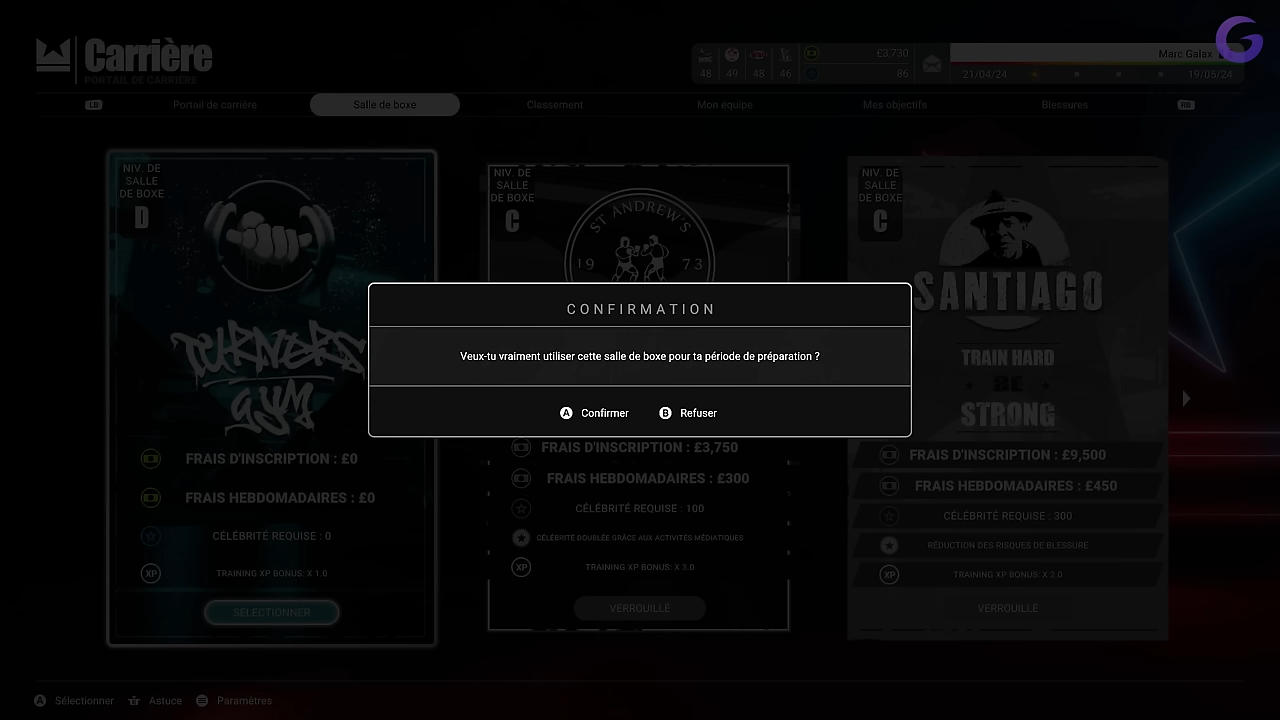 Carrière
PORTAIL DE CARRIÈRE
48 49 48 46
£3,730
86
Marc Galax
21/04/24 19/05/24
LB Portail de carrière Salle de boxe Classement Mon équipe Mes objectifs Blessures RB
NIV. DE
SALLE
DE BOXE
D
TURNERS
GYM
FRAIS D'INSCRIPTION : £0
FRAIS HEBDOMADAIRES : £0
CÉLÉBRITÉ REQUISE : 0
XP TRAINING XP BONUS: X 1.0
SÉLECTIONNER
NIV. DE
SALLE
DE BOXE
C
ST ANDREW'S
19 73
FRAIS D'INSCRIPTION : £3,750
FRAIS HEBDOMADAIRES : £300
CÉLÉBRITÉ REQUISE : 100
CÉLÉBRITÉ DOUBLÉE GRÂCE AUX ACTIVITÉS MÉDIATIQUES
XP TRAINING XP BONUS: X 3.0
VERROUILLÉ
NIV. DE
SALLE
DE BOXE
C
SANTIAGO
TRAIN HARD
BE
STRONG
FRAIS D'INSCRIPTION : £9,500
FRAIS HEBDOMADAIRES : £450
CÉLÉBRITÉ REQUISE : 300
RÉDUCTION DES RISQUES DE BLESSURE
XP TRAINING XP BONUS: X 2.0
VERROUILLÉ
CONFIRMATION
Veux-tu vraiment utiliser cette salle de boxe pour ta période de préparation ?
A Confirmer B Refuser
A Sélectionner Astuce Paramètres